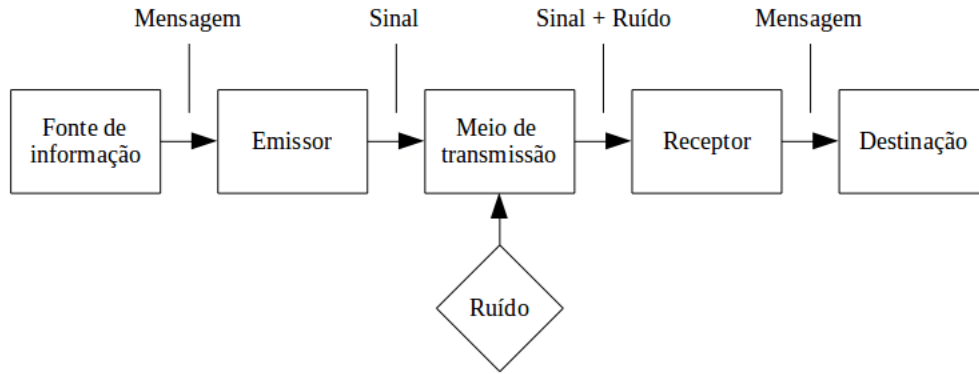 Mensagem
Sinal
Sinal + Ruído
Mensagem
Fonte de
informação
Emissor
Meio de
transmissão
Receptor
Destinação
Ruído